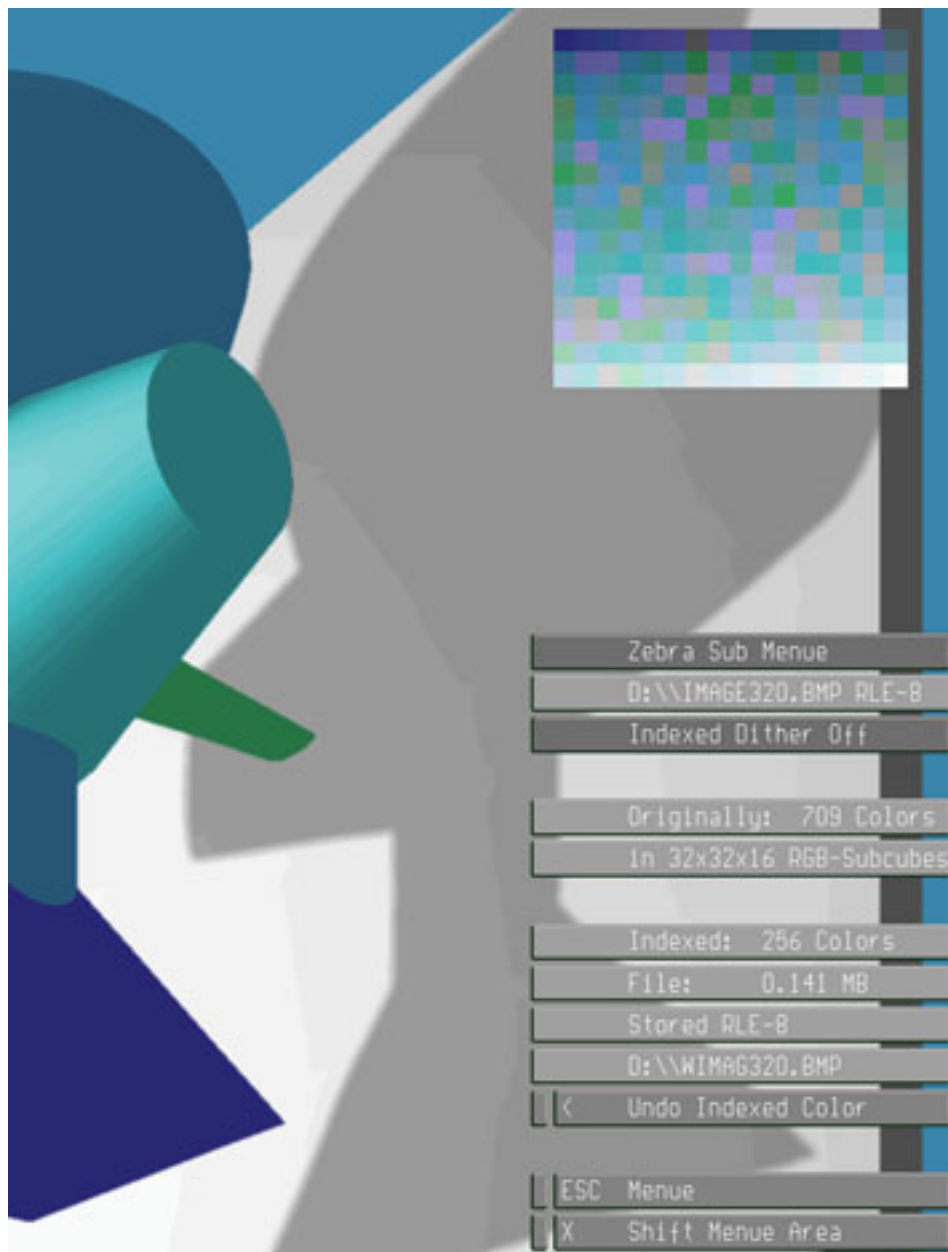 Zebra Sub Menue
D:\\IMAGE320.BMP RLE-8
Indexed Dither Off
Originally: 709 Colors
in 32x32x16 RGB-Subcubes
Indexed: 256 Colors
File: 0.141 MB
Stored RLE-8
D:\\WIMAG320.BMP
< Undo Indexed Color
ESC Menue
X Shift Menue Area